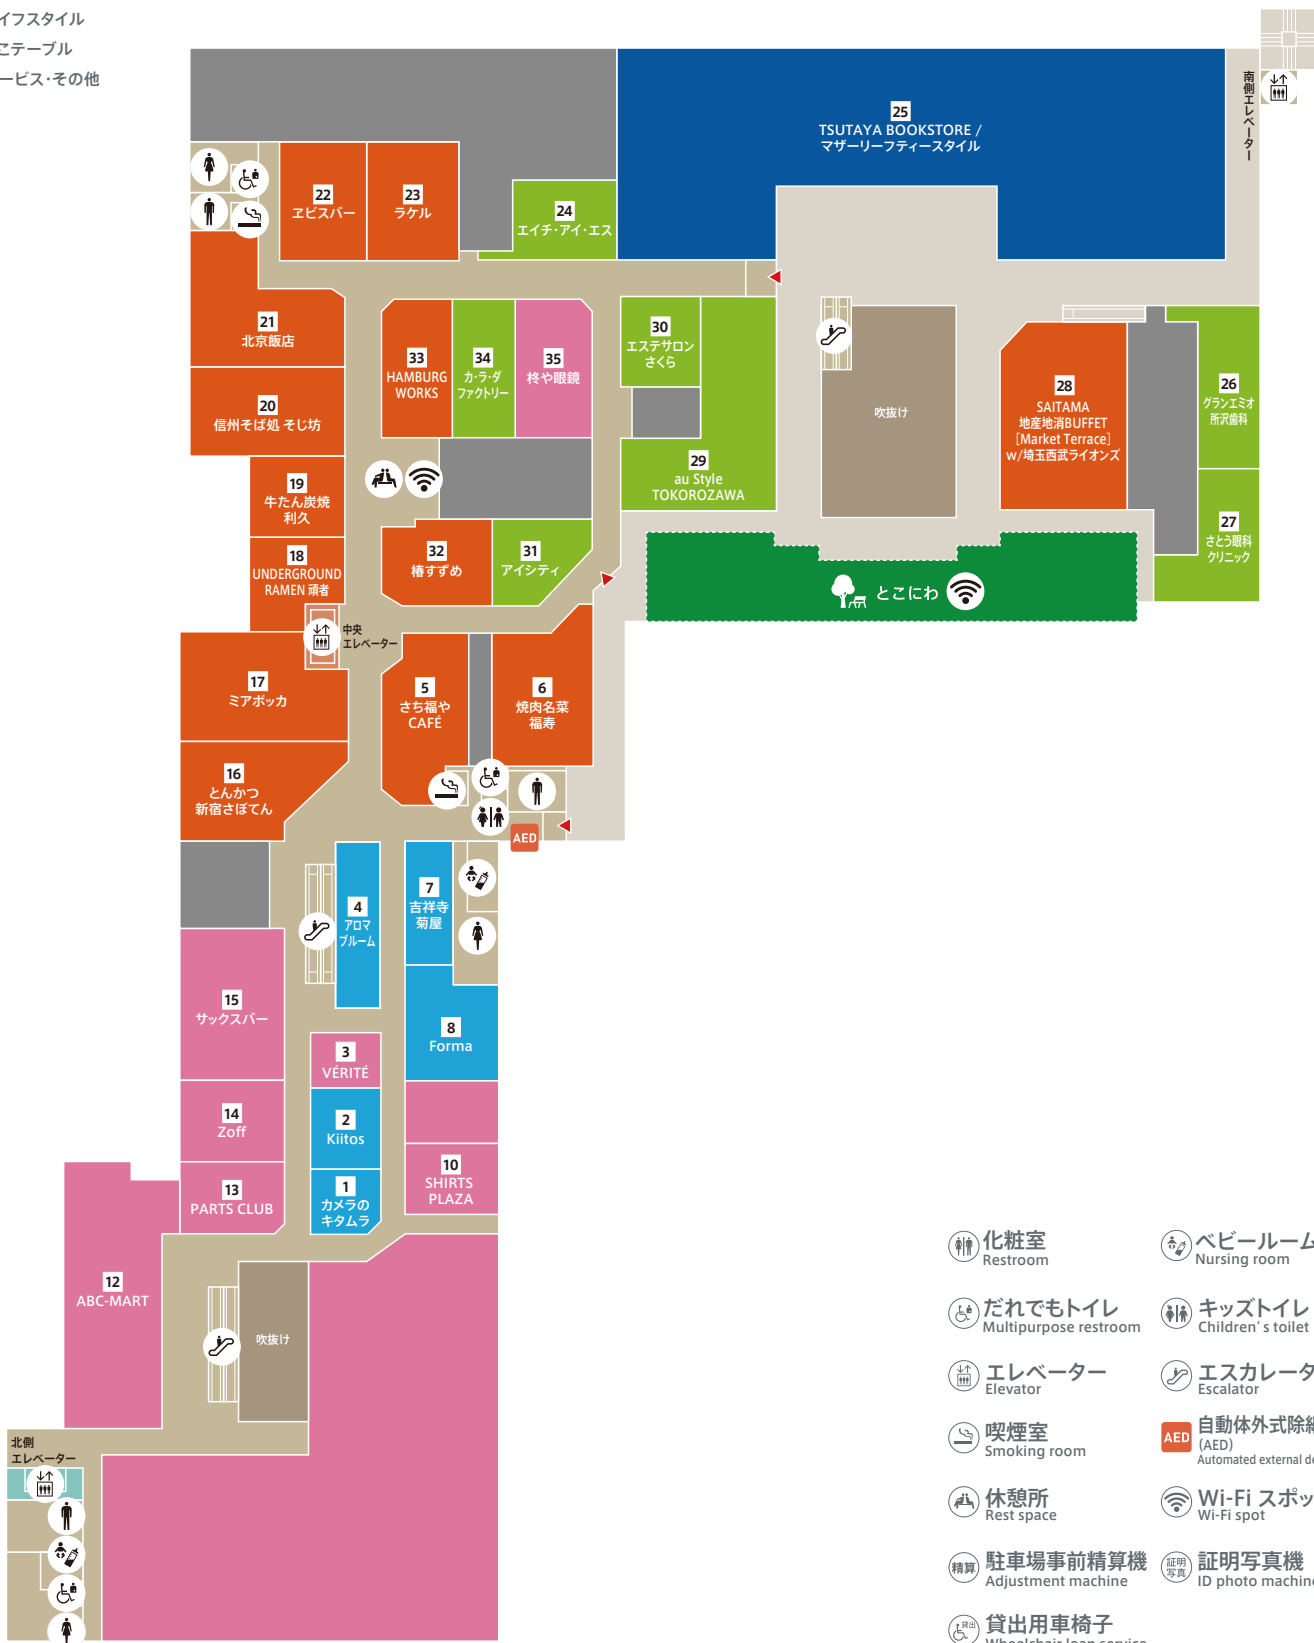 イフスタイル
こテーブル
ービス・その他
南側エレベーター
25
TSUTAYA BOOKSTORE /
マザーリーフティースタイル
22
ヱビスバー
23
ラケル
24
エイチ・アイ・エス
21
北京飯店
20
信州そば処 そじ坊
19
牛たん炭焼
利久
18
UNDERGROUND
RAMEN 頑者
中央
エレベーター
33
HAMBURG
WORKS
34
カ・ラ・ダ
ファクトリー
35
柊や眼鏡
30
エステサロン
さくら
29
au Style
TOKOROZAWA
吹抜け
28
SAITAMA
地産地消BUFFET
[Market Terrace]
w/埼玉西武ライオンズ
26
グランエミオ
所沢歯科
27
さとう眼科
クリニック
32
椿すずめ
31
アイシティ
とこにわ
17
ミアボッカ
5
さち福や
CAFÉ
6
焼肉名菜
福寿
16
とんかつ
新宿さぼてん
AED
4
アロマ
ブルーム
7
吉祥寺
菊屋
15
サックスバー
8
Forma
3
VÉRITÉ
14
Zoff
2
Kiitos
13
PARTS CLUB
1
カメラの
キタムラ
10
SHIRTS
PLAZA
12
ABC-MART
吹抜け
北側
エレベーター
化粧室
Restroom
ベビールーム
Nursing room
だれでもトイレ
Multipurpose restroom
キッズトイレ
Children's toilet
エレベーター
Elevator
エスカレータ
Escalator
喫煙室
Smoking room
AED
自動体外式除細
(AED)
Automated external de
休憩所
Rest space
Wi-Fi スポッ
Wi-Fi spot
精算
駐車場事前精算機
Adjustment machine
証明
写真
証明写真機
ID photo machine
貸出
貸出用車椅子
Wheelchair loan service